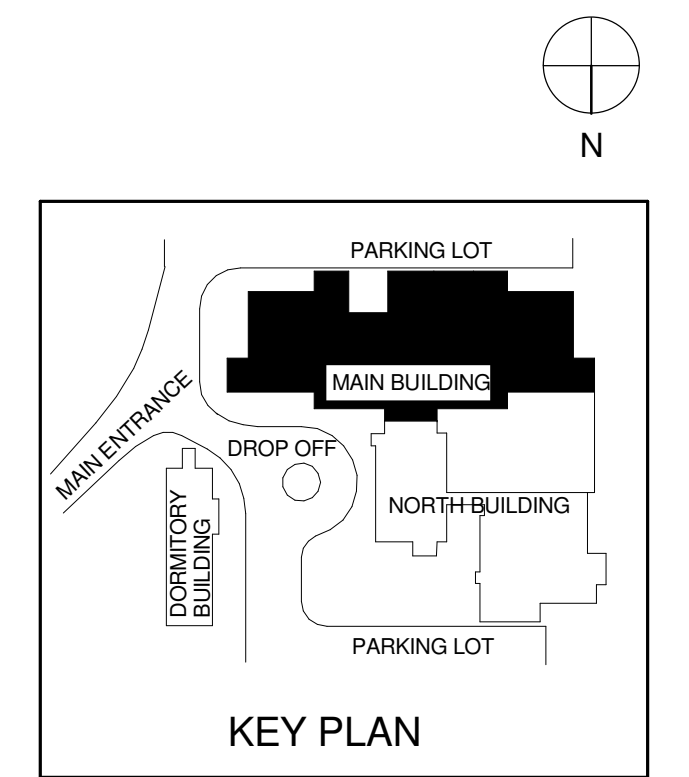 N
PARKING LOT
MAIN BUILDING
MAIN ENTRANCE
DROP OFF
DORMITORY
BUILDING
NORTH BUILDING
PARKING LOT
KEY PLAN